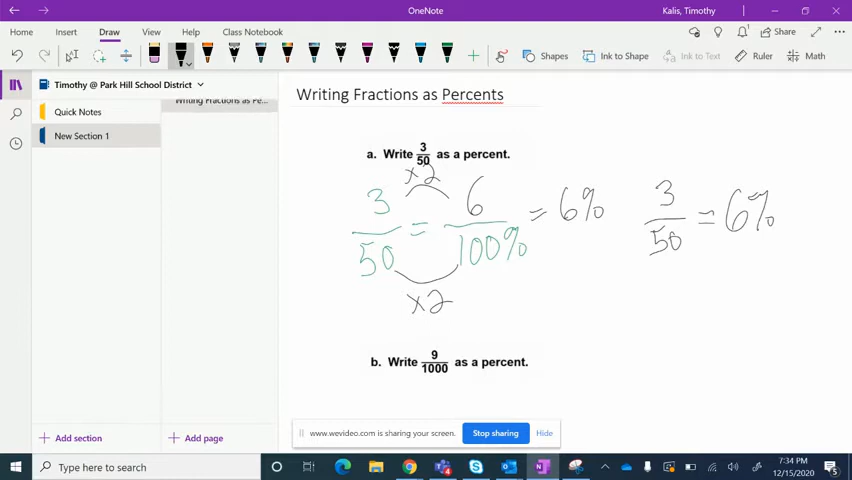 OneNote
Kalis, Timothy
Home Insert Draw View Help Class Notebook Share
Shapes Ink to Shape Ink to Text Ruler Math
Timothy @ Park Hill School District
Quick Notes
New Section 1
Writing Fractions as Pe...
Writing Fractions as Percents
a. Write 3/50 as a percent.
×2
3/50 = 6/100% = 6%
3/50 = 6%
×2
b. Write 9/1000 as a percent.
www.wevideo.com is sharing your screen. Stop sharing Hide
Add section Add page
Type here to search
7:34 PM
12/15/2020